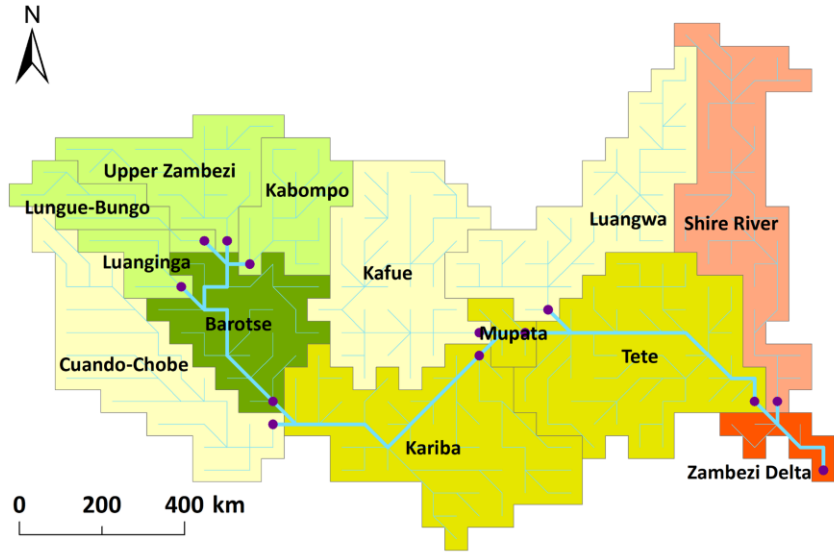 N
Upper Zambezi
Kabompo
Lungue-Bungo
Luangwa
Shire River
Luanginga
Kafue
Barotse
Mupata
Cuando-Chobe
Tete
Kariba
Zambezi Delta
0 200 400 km